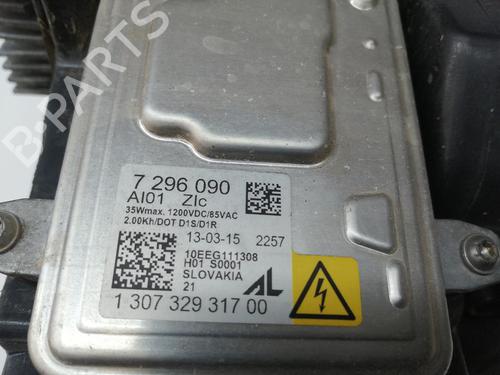 B-PARTS
7 296 090
AI01 ZIc
35Wmax. 1200VDC/85VAC
2.00Kh/DOT D1S/D1R
13-03-15 2257
10EEG111308
H01 S0001
SLOVAKIA
21
AL
1 307 329 317 00